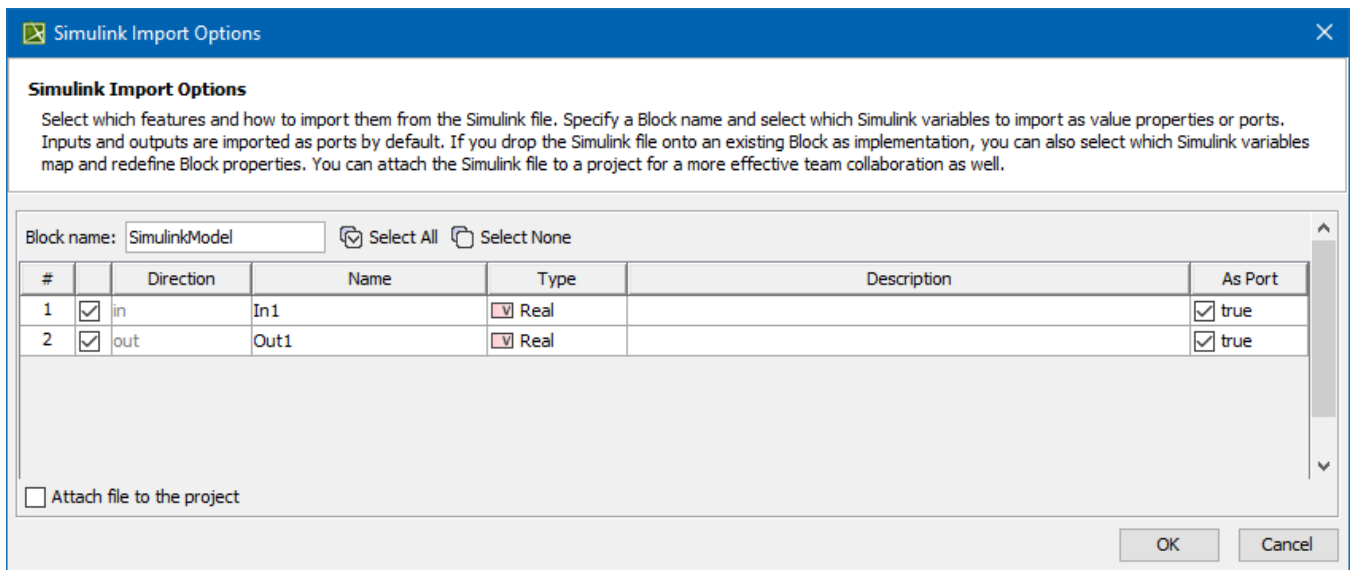 Simulink Import Options
Simulink Import Options
Select which features and how to import them from the Simulink file. Specify a Block name and select which Simulink variables to import as value properties or ports.
Inputs and outputs are imported as ports by default. If you drop the Simulink file onto an existing Block as implementation, you can also select which Simulink variables
map and redefine Block properties. You can attach the Simulink file to a project for a more effective team collaboration as well.
Block name: SimulinkModel Select All Select None
# Direction Name Type Description As Port
1 in In1 V Real true
2 out Out1 V Real true
Attach file to the project
OK Cancel